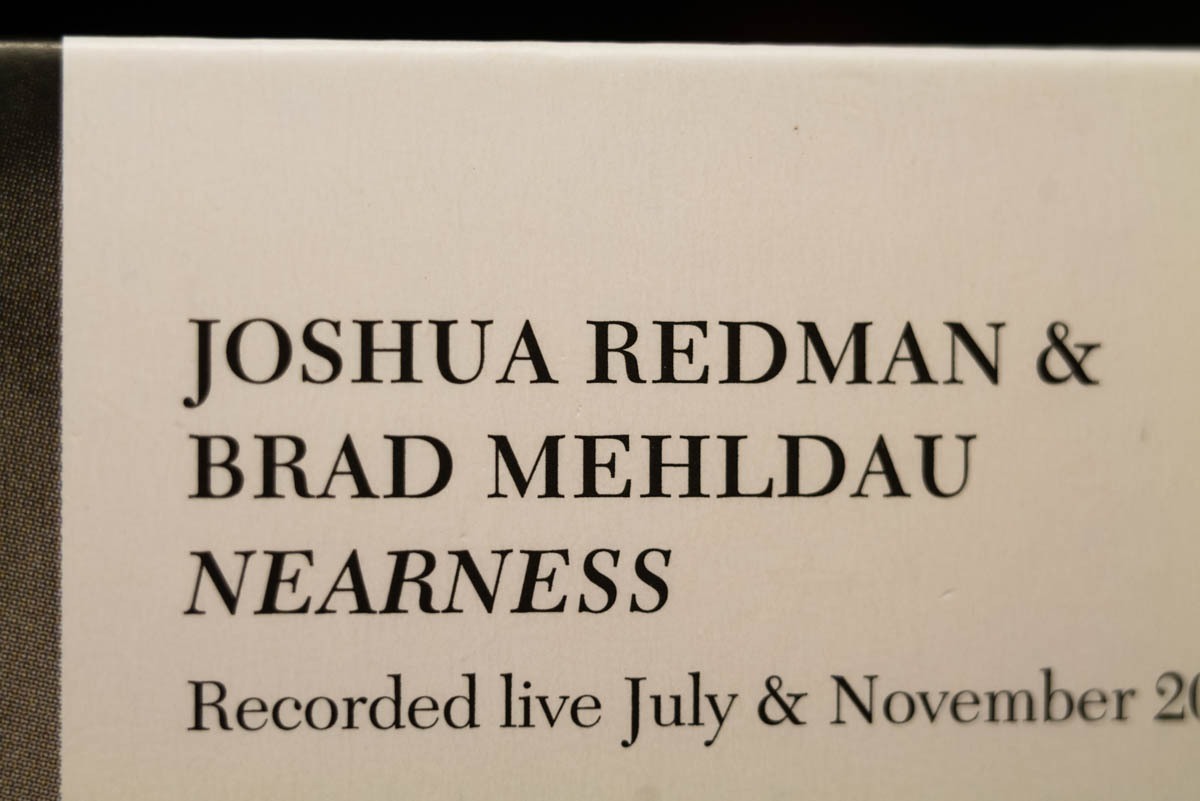 JOSHUA REDMAN &
BRAD MEHLDAU
NEARNESS
Recorded live July & November